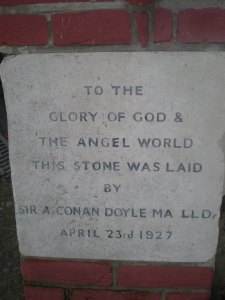 TO THE
GLORY OF GOD &
THE ANGEL WORLD
THIS STONE WAS LAID
BY
SIR A. CONAN DOYLE MA LL.D.
APRIL 23rd 1927